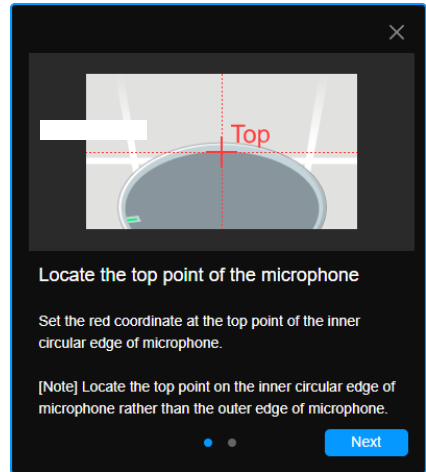 Top
Locate the top point of the microphone
Set the red coordinate at the top point of the inner
circular edge of microphone.
[Note] Locate the top point on the inner circular edge of
microphone rather than the outer edge of microphone.
Next